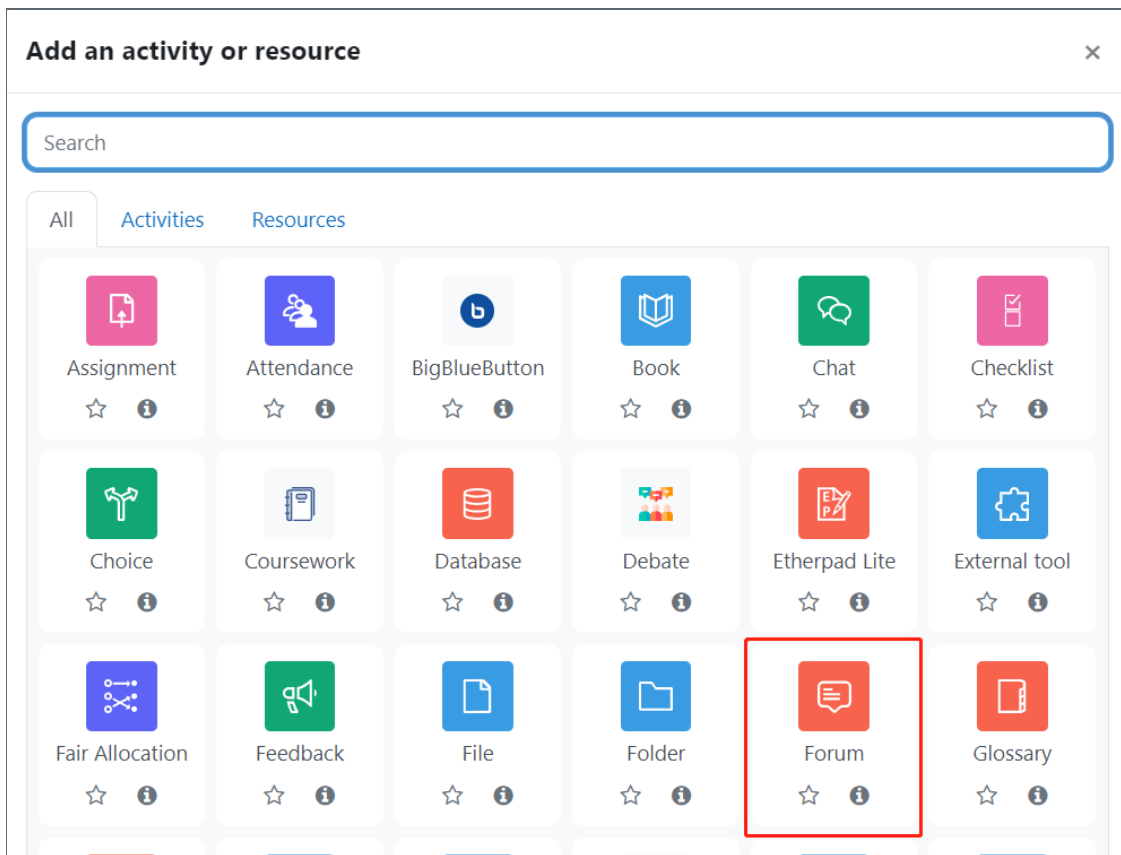 Add an activity or resource
Search
All Activities Resources
Assignment Attendance BigBlueButton Book Chat Checklist
Choice Coursework Database Debate Etherpad Lite External tool
Fair Allocation Feedback File Folder Forum Glossary